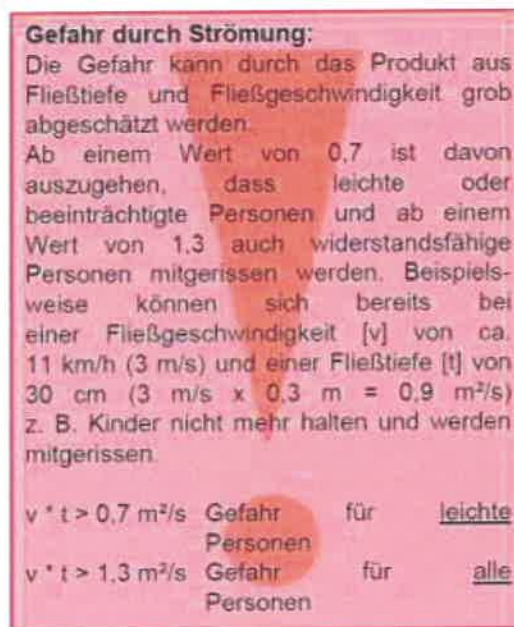 Gefahr durch Strömung:
Die Gefahr kann durch das Produkt aus
Fließtiefe und Fließgeschwindigkeit grob
abgeschätzt werden.
Ab einem Wert von 0,7 ist davon
auszugehen, dass leichte oder
beeinträchtigte Personen und ab einem
Wert von 1,3 auch widerstandsfähige
Personen mitgerissen werden. Beispiels-
weise können sich bereits bei
einer Fließgeschwindigkeit [v] von ca.
11 km/h (3 m/s) und einer Fließtiefe [t] von
30 cm (3 m/s x 0,3 m = 0,9 m²/s)
z. B. Kinder nicht mehr halten und werden
mitgerissen.
v * t > 0,7 m²/s Gefahr für leichte
Personen
v * t > 1,3 m²/s Gefahr für alle
Personen